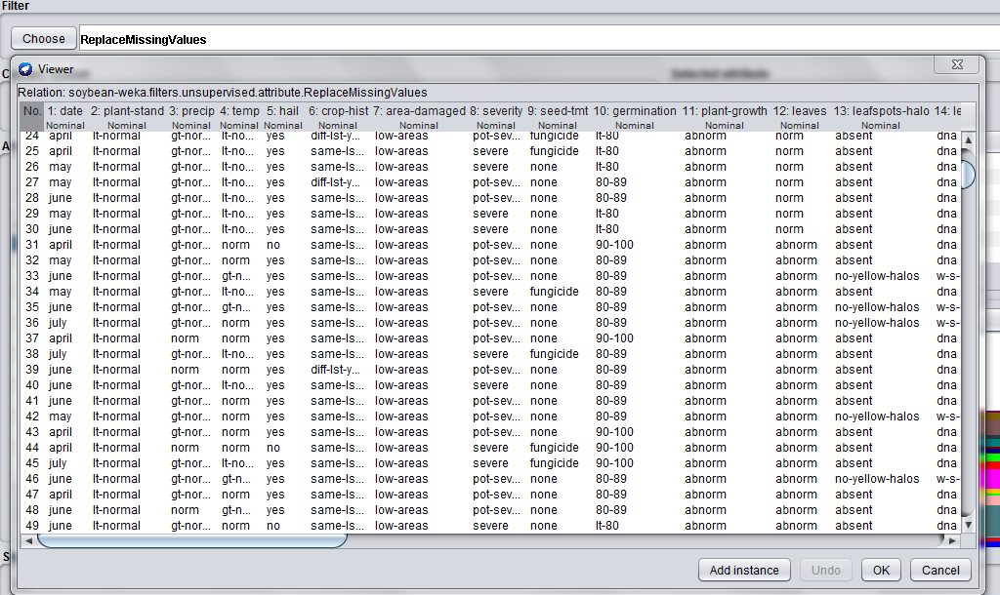 Filter
Choose ReplaceMissingValues
Viewer
Relation: soybean-weka.filters.unsupervised.attribute.ReplaceMissingValues
No. 1: date 2: plant-stand 3: precip 4: temp 5: hail 6: crop-hist 7: area-damaged 8: severity 9: seed-tmt 10: germination 11: plant-growth 12: leaves 13: leafspots-halo 14: le
Nominal Nominal Nominal Nominal Nominal Nominal Nominal Nominal Nominal Nominal Nominal Nominal Nominal
24 april lt-normal gt-nor... lt-no... yes diff-lst-y... low-areas pot-sev... fungicide lt-80 abnorm norm absent dna
25 april lt-normal gt-nor... lt-no... yes same-ls... low-areas severe fungicide lt-80 abnorm norm absent dna
26 may lt-normal gt-nor... lt-no... yes same-ls... low-areas severe none lt-80 abnorm norm absent dna
27 may lt-normal gt-nor... lt-no... yes diff-lst-y... low-areas pot-sev... none 80-89 abnorm norm absent dna
28 june lt-normal gt-nor... lt-no... yes same-ls... low-areas pot-sev... none 80-89 abnorm norm absent dna
29 may lt-normal gt-nor... lt-no... yes same-ls... low-areas severe none lt-80 abnorm norm absent dna
30 june lt-normal gt-nor... lt-no... yes same-ls... low-areas severe none lt-80 abnorm norm absent dna
31 april lt-normal gt-nor... norm no same-ls... low-areas pot-sev... none 90-100 abnorm abnorm absent dna
32 may lt-normal gt-nor... norm yes same-ls... low-areas pot-sev... none 80-89 abnorm abnorm absent dna
33 june lt-normal gt-nor... gt-n... yes same-ls... low-areas pot-sev... none 80-89 abnorm abnorm no-yellow-halos w-s-
34 may lt-normal gt-nor... lt-no... yes same-ls... low-areas severe fungicide 80-89 abnorm abnorm absent dna
35 june lt-normal gt-nor... gt-n... yes same-ls... low-areas pot-sev... none 80-89 abnorm abnorm no-yellow-halos w-s-
36 july lt-normal gt-nor... norm yes same-ls... low-areas pot-sev... none 80-89 abnorm abnorm no-yellow-halos w-s-
37 april lt-normal norm norm yes same-ls... low-areas pot-sev... none 90-100 abnorm abnorm absent dna
38 july lt-normal gt-nor... lt-no... yes same-ls... low-areas severe fungicide 80-89 abnorm abnorm absent dna
39 june lt-normal norm norm yes diff-lst-y... low-areas pot-sev... none 80-89 abnorm abnorm absent dna
40 june lt-normal gt-nor... lt-no... yes same-ls... low-areas severe none 80-89 abnorm abnorm absent dna
41 june lt-normal gt-nor... norm yes same-ls... low-areas pot-sev... none 80-89 abnorm abnorm absent dna
42 may lt-normal gt-nor... norm yes same-ls... low-areas pot-sev... none 80-89 abnorm abnorm no-yellow-halos w-s-
43 april lt-normal gt-nor... norm yes same-ls... low-areas pot-sev... none 90-100 abnorm abnorm absent dna
44 april lt-normal norm norm no same-ls... low-areas severe fungicide 90-100 abnorm abnorm absent dna
45 july lt-normal gt-nor... lt-no... yes same-ls... low-areas severe fungicide 90-100 abnorm abnorm absent dna
46 june lt-normal gt-nor... gt-n... yes same-ls... low-areas pot-sev... none 80-89 abnorm abnorm no-yellow-halos w-s-
47 april lt-normal gt-nor... norm yes same-ls... low-areas pot-sev... none 80-89 abnorm abnorm absent dna
48 june lt-normal norm gt-n... yes same-ls... low-areas pot-sev... none 80-89 abnorm abnorm absent dna
49 june lt-normal gt-nor... norm no same-ls... low-areas severe none lt-80 abnorm abnorm absent dna
Add instance Undo OK Cancel